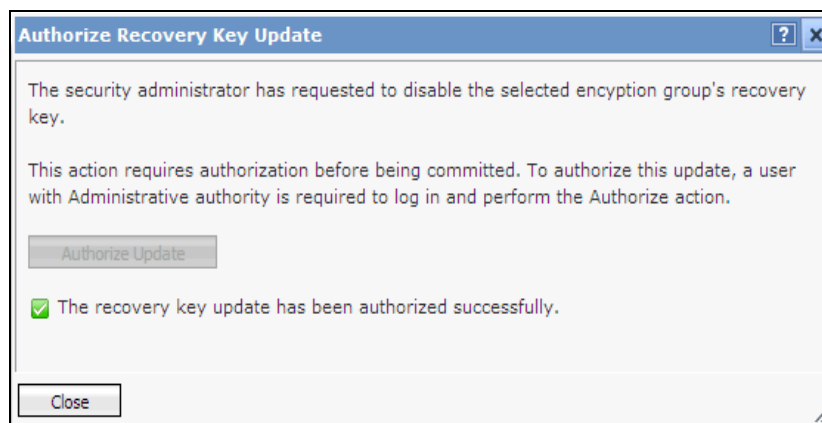 Authorize Recovery Key Update
?
x
The security administrator has requested to disable the selected encyption group's recovery
key.
This action requires authorization before being committed. To authorize this update, a user
with Administrative authority is required to log in and perform the Authorize action.
Authorize Update
The recovery key update has been authorized successfully.
Close